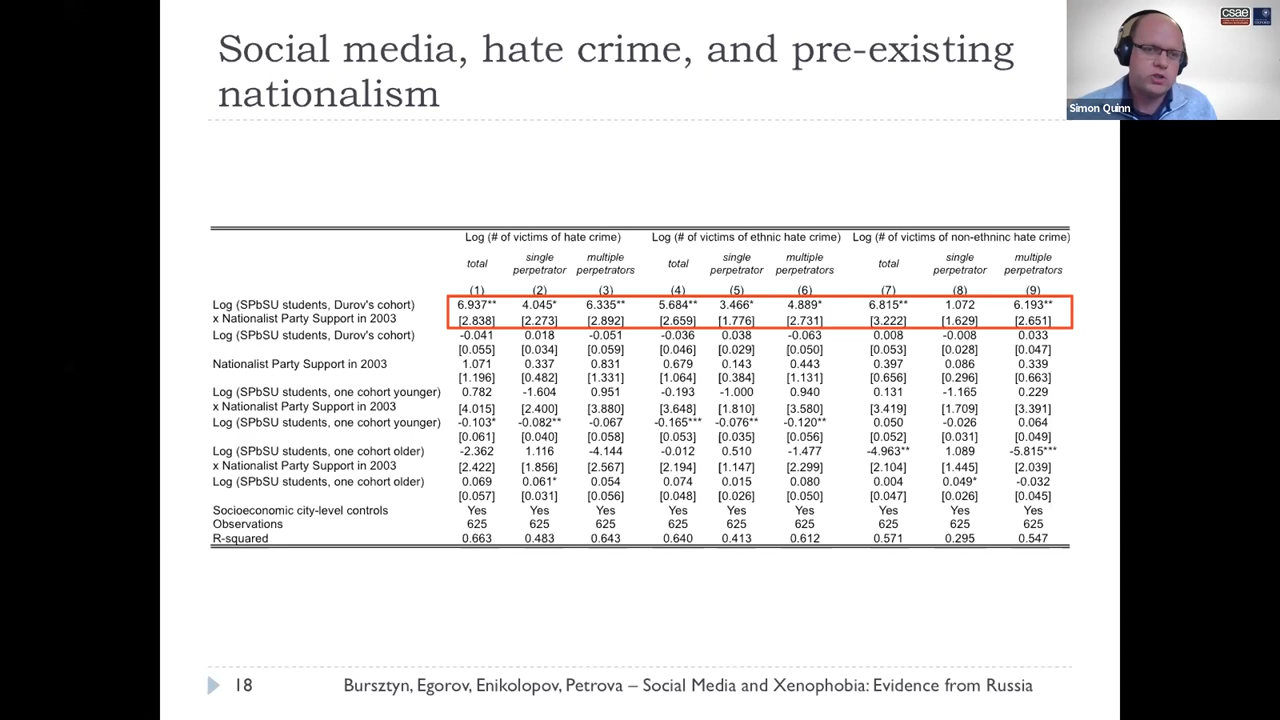 Social media, hate crime, and pre-existing
nationalism
csae
Simon Quinn
Log (# of victims of hate crime) Log (# of victims of ethnic hate crime) Log (# of victims of non-ethninc hate crime)
total single perpetrator multiple perpetrators total single perpetrator multiple perpetrators total single perpetrator multiple perpetrators
(1) (2) (3) (4) (5) (6) (7) (8) (9)
Log (SPbSU students, Durov's cohort) 6.937** 4.045* 6.335** 5.684** 3.466* 4.889* 6.815** 1.072 6.193**
x Nationalist Party Support in 2003 [2.838] [2.273] [2.892] [2.659] [1.776] [2.731] [3.222] [1.629] [2.651]
Log (SPbSU students, Durov's cohort) -0.041 0.018 -0.051 -0.036 0.038 -0.063 0.008 -0.008 0.033
[0.055] [0.034] [0.059] [0.046] [0.029] [0.050] [0.053] [0.028] [0.047]
Nationalist Party Support in 2003 1.071 0.337 0.831 0.679 0.143 0.443 0.397 0.086 0.339
[1.196] [0.482] [1.331] [1.064] [0.384] [1.131] [0.656] [0.296] [0.663]
Log (SPbSU students, one cohort younger) 0.782 -1.604 0.951 -0.193 -1.000 0.940 0.131 -1.165 0.229
x Nationalist Party Support in 2003 [4.015] [2.400] [3.880] [3.648] [1.810] [3.580] [3.419] [1.709] [3.391]
Log (SPbSU students, one cohort younger) -0.103* -0.082** -0.067 -0.165*** -0.076** -0.120** 0.050 -0.026 0.064
[0.061] [0.040] [0.058] [0.053] [0.035] [0.056] [0.052] [0.031] [0.049]
Log (SPbSU students, one cohort older) -2.362 1.116 -4.144 -0.012 0.510 -1.477 -4.963** 1.089 -5.815***
x Nationalist Party Support in 2003 [2.422] [1.856] [2.567] [2.194] [1.147] [2.299] [2.104] [1.445] [2.039]
Log (SPbSU students, one cohort older) 0.069 0.061* 0.054 0.074 0.015 0.080 0.004 0.049* -0.032
[0.057] [0.031] [0.056] [0.048] [0.026] [0.050] [0.047] [0.026] [0.045]
Socioeconomic city-level controls Yes Yes Yes Yes Yes Yes Yes Yes Yes
Observations 625 625 625 625 625 625 625 625 625
R-squared 0.663 0.483 0.643 0.640 0.413 0.612 0.571 0.295 0.547
18 Bursztyn, Egorov, Enikolopov, Petrova – Social Media and Xenophobia: Evidence from Russia